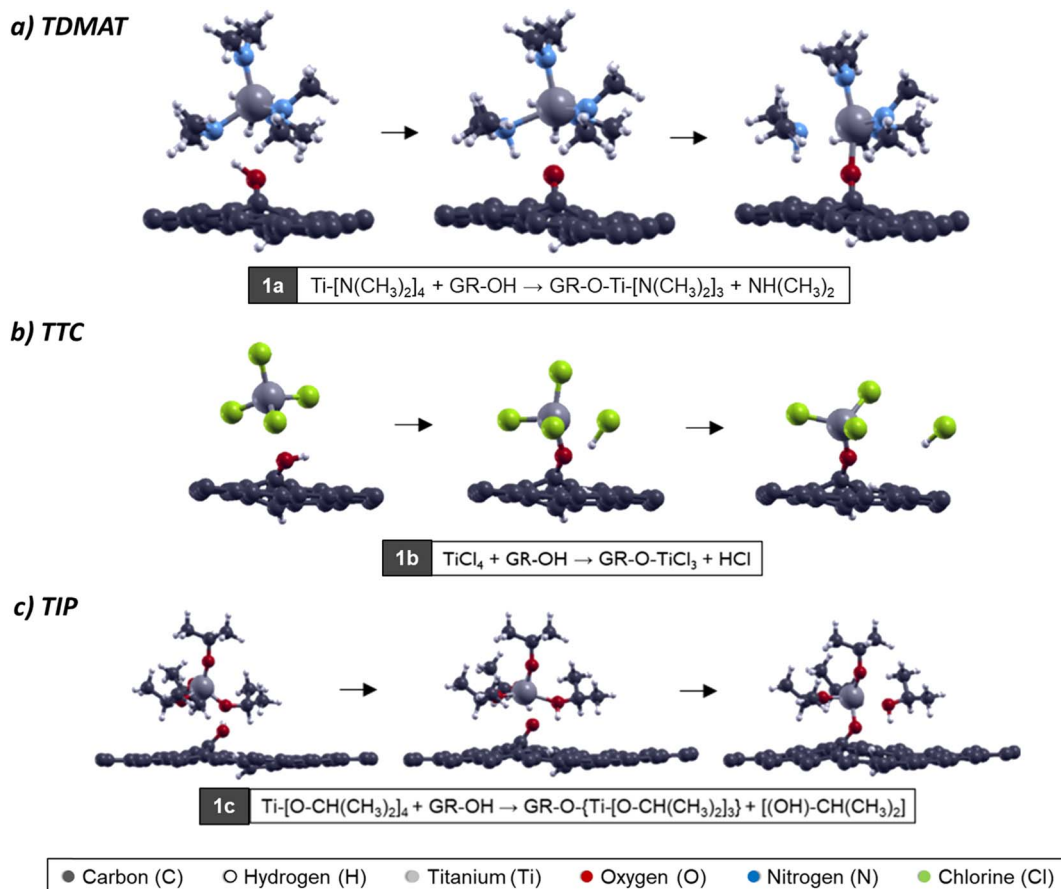 a) TDMAT
1a Ti-[N(CH₃)₂]₄ + GR-OH → GR-O-Ti-[N(CH₃)₂]₃ + NH(CH₃)₂
b) TTC
1b TiCl₄ + GR-OH → GR-O-TiCl₃ + HCl
c) TIP
1c Ti-[O-CH(CH₃)₂]₄ + GR-OH → GR-O-{Ti-[O-CH(CH₃)₂]₃} + [(OH)-CH(CH₃)₂]
Carbon (C) Hydrogen (H) Titanium (Ti) Oxygen (O) Nitrogen (N) Chlorine (Cl)